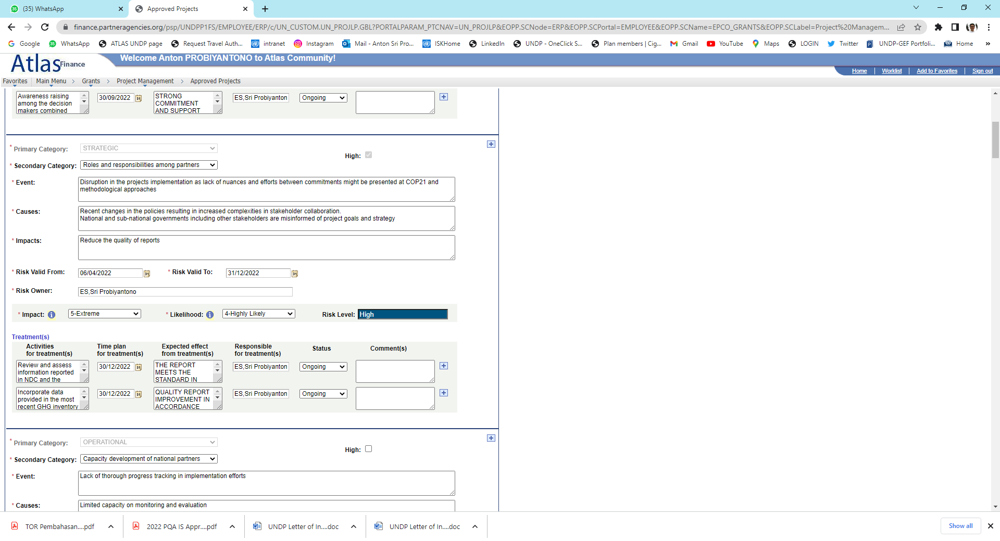 (35) WhatsApp
Approved Projects
finance.partneragencies.org/psp/UNDPP1FS/EMPLOYEE/ERP/c/UN_CUSTOM.UN_PROJLP.GBL?PORTALPARAM_PTCNAV=UN_PROJLP&EOPP.SCNode=ERP&EOPP.SCPortal=EMPLOYEE&EOPP.SCName=EPCO_GRANTS&EOPP.SCLabel=Project%20Managem...
Google WhatsApp ATLAS UNDP page Request Travel Auth... intranet Instagram Mail - Anton Sri Pro... ISKHome LinkedIn UNDP - OneClick S... Plan members | Cig... Gmail YouTube Maps LOGIN Twitter UNDP-GEF Portfoli... Home »
Atlas Finance
Welcome Anton PROBIYANTONO to Atlas Community!
Home Worklist Add to Favorites Sign out
Favorites Main Menu > Grants > Project Management > Approved Projects
Awareness raising
among the decision
makers combined
30/09/2022
31
STRONG
COMMITMENT
AND SUPPORT
ES,Sri Probiyanton
Ongoing
* Primary Category: STRATEGIC
High:
* Secondary Category: Roles and responsibilities among partners
* Event: Disruption in the projects implementation as lack of nuances and efforts between commitments might be presented at COP21 and
methodological approaches
* Causes: Recent changes in the policies resulting in increased complexities in stakeholder collaboration.
National and sub-national governments including other stakeholders are misinformed of project goals and strategy
* Impacts: Reduce the quality of reports
* Risk Valid From: 06/04/2022 31 * Risk Valid To: 31/12/2022 31
* Risk Owner: ES,Sri Probiyantono
* Impact: 5-Extreme * Likelihood: 4-Highly Likely Risk Level: High
Treatment(s)
Activities
for treatment(s)
Time plan
for treatment(s)
Expected effect
from treatment(s)
Responsible
for treatment(s)
Status
Comment(s)
Review and assess
information reported
in NDC and the
30/12/2022
31
THE REPORT
MEETS THE
STANDARD IN
ES,Sri Probiyanton
Ongoing
Incorporate data
provided in the most
recent GHG inventory
30/12/2022
31
QUALITY REPORT
IMPROVEMENT IN
ACCORDANCE
ES,Sri Probiyanton
Ongoing
* Primary Category: OPERATIONAL
High:
* Secondary Category: Capacity development of national partners
* Event: Lack of thorough progress tracking in implementation efforts
* Causes: Limited capacity on monitoring and evaluation
TOR Pembahasan....pdf
2022 PQA IS Appr....pdf
UNDP Letter of In....doc
UNDP Letter of In....doc
Show all